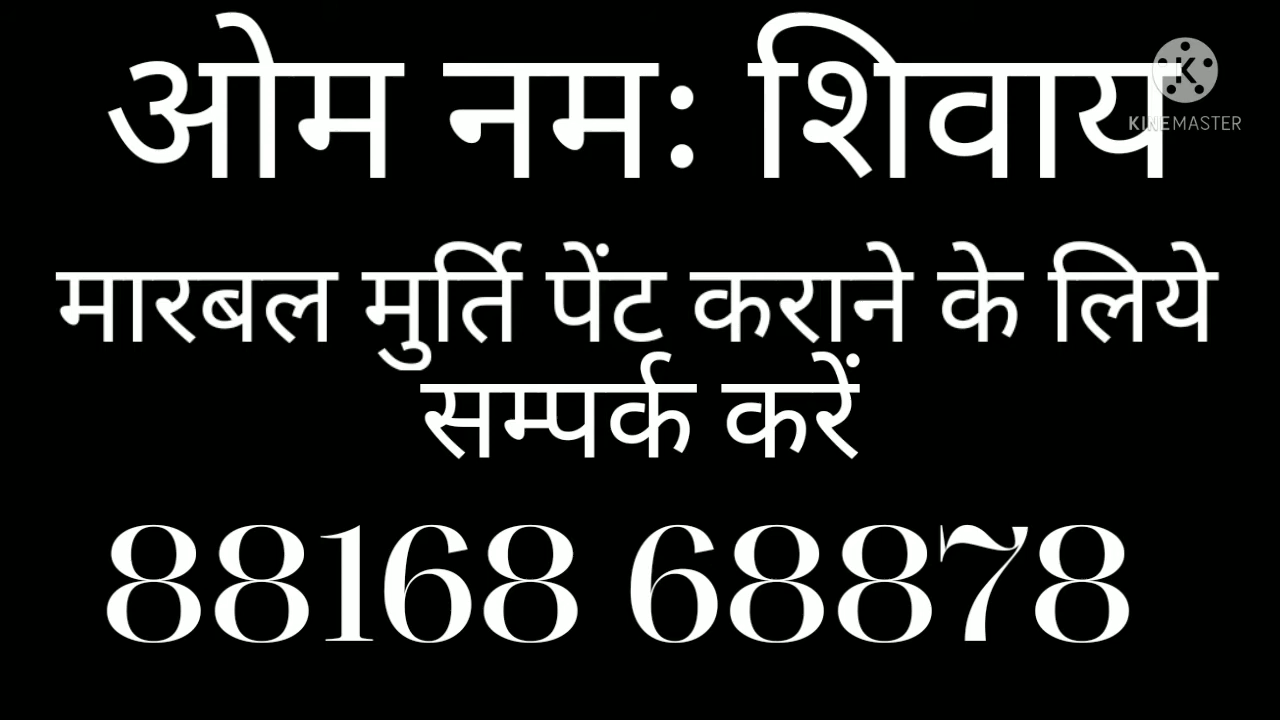 ओम नमः शिवाय
KINEMASTER
मारबल मुर्ति पेंट कराने के लिये
सम्पर्क करें
88168 68878